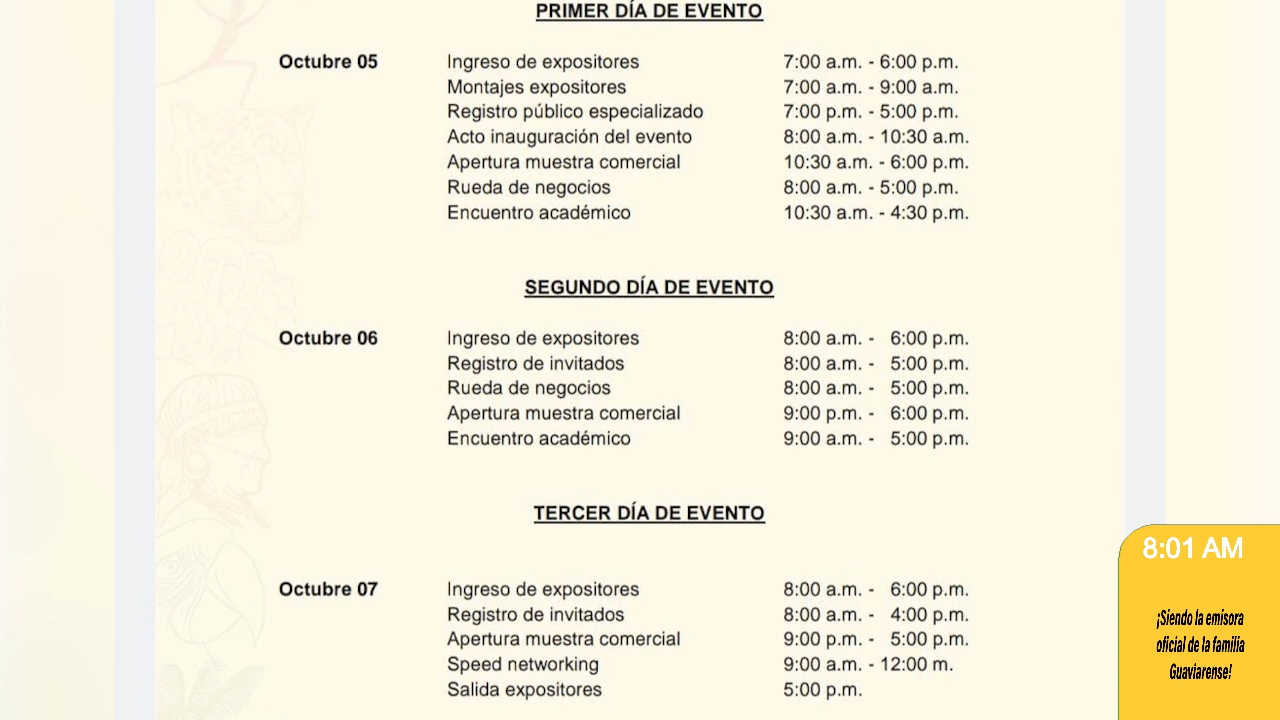 PRIMER DÍA DE EVENTO
Octubre 05 Ingreso de expositores 7:00 a.m. - 6:00 p.m.
Montajes expositores 7:00 a.m. - 9:00 a.m.
Registro público especializado 7:00 p.m. - 5:00 p.m.
Acto inauguración del evento 8:00 a.m. - 10:30 a.m.
Apertura muestra comercial 10:30 a.m. - 6:00 p.m.
Rueda de negocios 8:00 a.m. - 5:00 p.m.
Encuentro académico 10:30 a.m. - 4:30 p.m.
SEGUNDO DÍA DE EVENTO
Octubre 06 Ingreso de expositores 8:00 a.m. - 6:00 p.m.
Registro de invitados 8:00 a.m. - 5:00 p.m.
Rueda de negocios 8:00 a.m. - 5:00 p.m.
Apertura muestra comercial 9:00 p.m. - 6:00 p.m.
Encuentro académico 9:00 a.m. - 5:00 p.m.
TERCER DÍA DE EVENTO
Octubre 07 Ingreso de expositores 8:00 a.m. - 6:00 p.m.
Registro de invitados 8:00 a.m. - 4:00 p.m.
Apertura muestra comercial 9:00 p.m. - 5:00 p.m.
Speed networking 9:00 a.m. - 12:00 m.
Salida expositores 5:00 p.m.
8:01 AM
¡Siendo la emisora
oficial de la familia
Guaviarense!